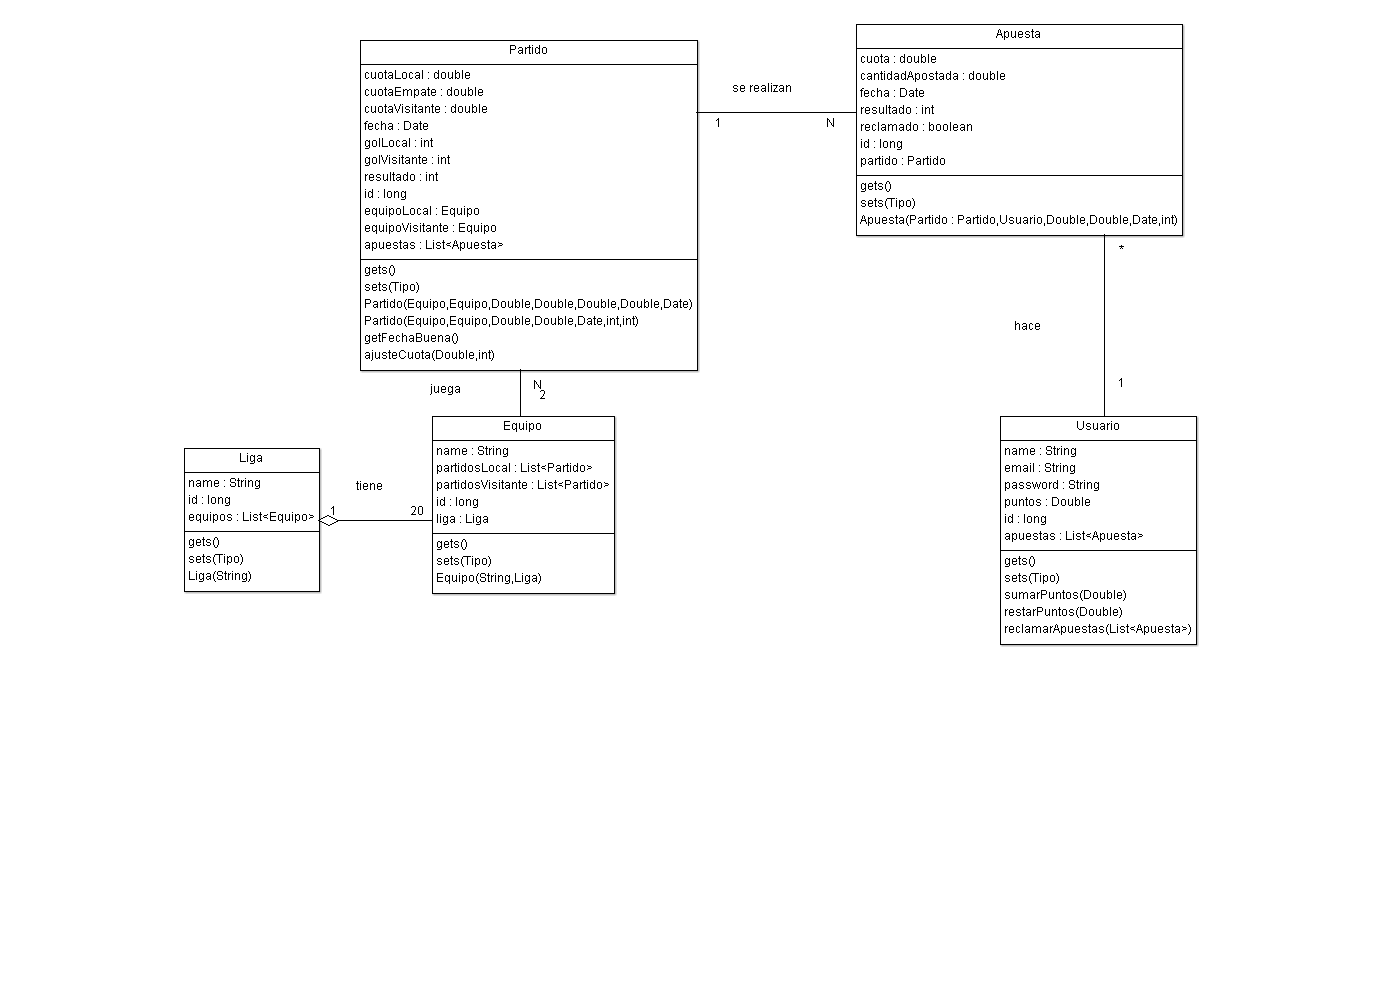 Partido
cuotaLocal : double
cuotaEmpate : double
cuotaVisitante : double
fecha : Date
golLocal : int
golVisitante : int
resultado : int
id : long
equipoLocal : Equipo
equipoVisitante : Equipo
apuestas : List<Apuesta>
gets()
sets(Tipo)
Partido(Equipo,Equipo,Double,Double,Double,Double,Date)
Partido(Equipo,Equipo,Double,Double,Date,int,int)
getFechaBuena()
ajusteCuota(Double,int)
se realizan
1
N
Apuesta
cuota : double
cantidadApostada : double
fecha : Date
resultado : int
reclamado : boolean
id : long
partido : Partido
gets()
sets(Tipo)
Apuesta(Partido : Partido,Usuario,Double,Double,Date,int)
*
hace
1
juega
N
2
Liga
name : String
id : long
equipos : List<Equipo>
gets()
sets(Tipo)
Liga(String)
tiene
1
20
Equipo
name : String
partidosLocal : List<Partido>
partidosVisitante : List<Partido>
id : long
liga : Liga
gets()
sets(Tipo)
Equipo(String,Liga)
Usuario
name : String
email : String
password : String
puntos : Double
id : long
apuestas : List<Apuesta>
gets()
sets(Tipo)
sumarPuntos(Double)
restarPuntos(Double)
reclamarApuestas(List<Apuesta>)